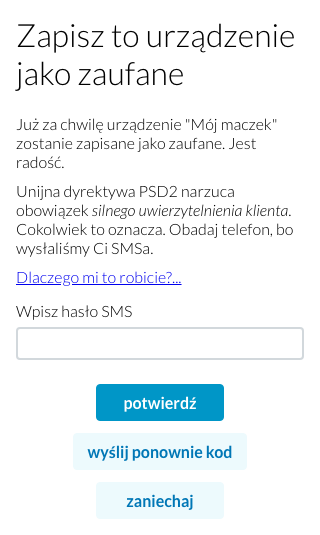 Zapisz to urządzenie
jako zaufane
Już za chwilę urządzenie "Mój maczek"
zostanie zapisane jako zaufane. Jest
radość.
Unijna dyrektywa PSD2 narzuca
obowiązek silnego uwierzytelnienia klienta.
Cokolwiek to oznacza. Obadaj telefon, bo
wysłaliśmy Ci SMSa.
Dlaczego mi to robicie?...
Wpisz hasło SMS
potwierdź
wyślij ponownie kod
zaniechaj